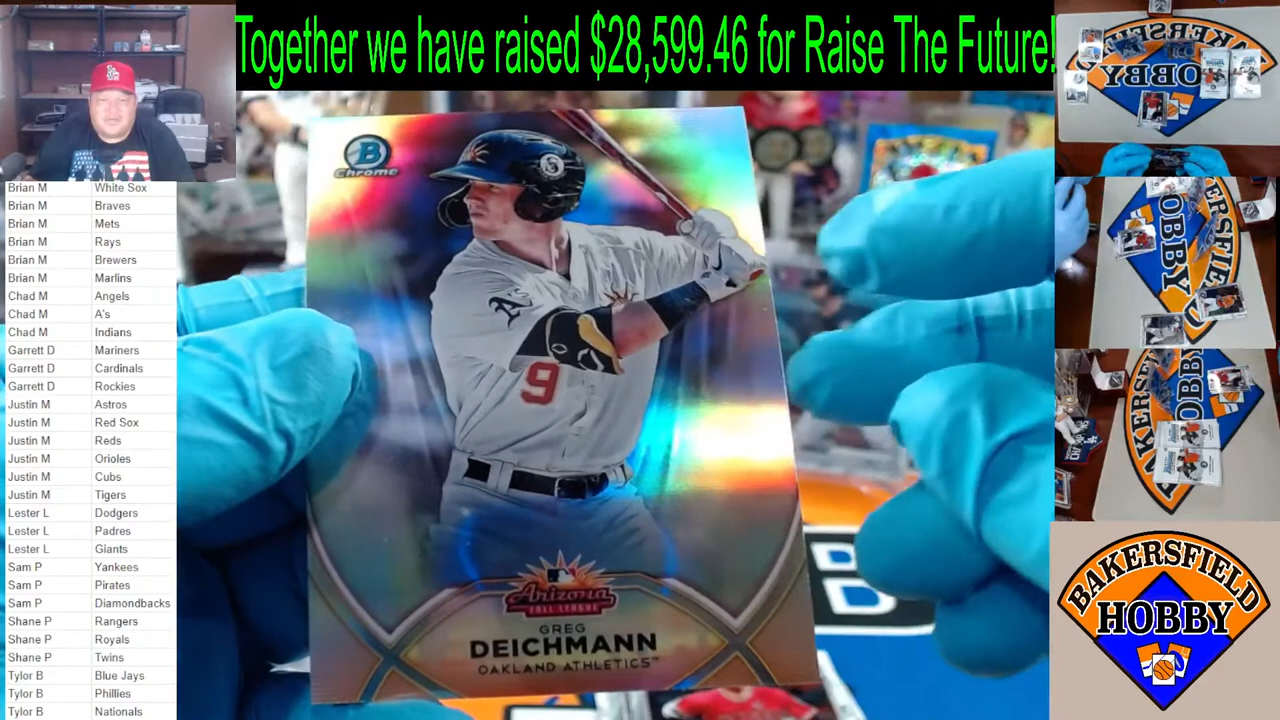 Together we have raised $28,599.46 for Raise The Future!
Brian M White Sox
Brian M Braves
Brian M Mets
Brian M Rays
Brian M Brewers
Brian M Marlins
Chad M Angels
Chad M A's
Chad M Indians
Garrett D Mariners
Garrett D Cardinals
Garrett D Rockies
Justin M Astros
Justin M Red Sox
Justin M Reds
Justin M Orioles
Justin M Cubs
Justin M Tigers
Lester L Dodgers
Lester L Padres
Lester L Giants
Sam P Yankees
Sam P Pirates
Sam P Diamondbacks
Shane P Rangers
Shane P Royals
Shane P Twins
Tylor B Blue Jays
Tylor B Phillies
Tylor B Nationals
B
Chrome
A's
9
Arizona
FALL LEAGUE
GREG
DEICHMANN
OAKLAND ATHLETICS™
B
BAKERSFIELD
HOBBY